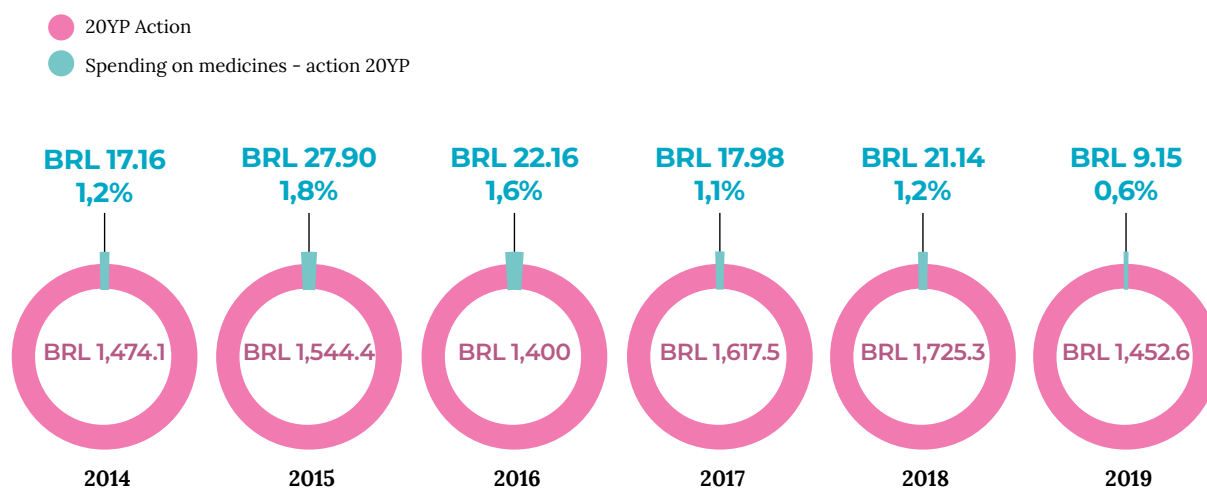 20YP Action
Spending on medicines - action 20YP
BRL 17.16
1,2%
BRL 27.90
1,8%
BRL 22.16
1,6%
BRL 17.98
1,1%
BRL 21.14
1,2%
BRL 9.15
0,6%
BRL 1,474.1
BRL 1,544.4
BRL 1,400
BRL 1,617.5
BRL 1,725.3
BRL 1,452.6
2014
2015
2016
2017
2018
2019